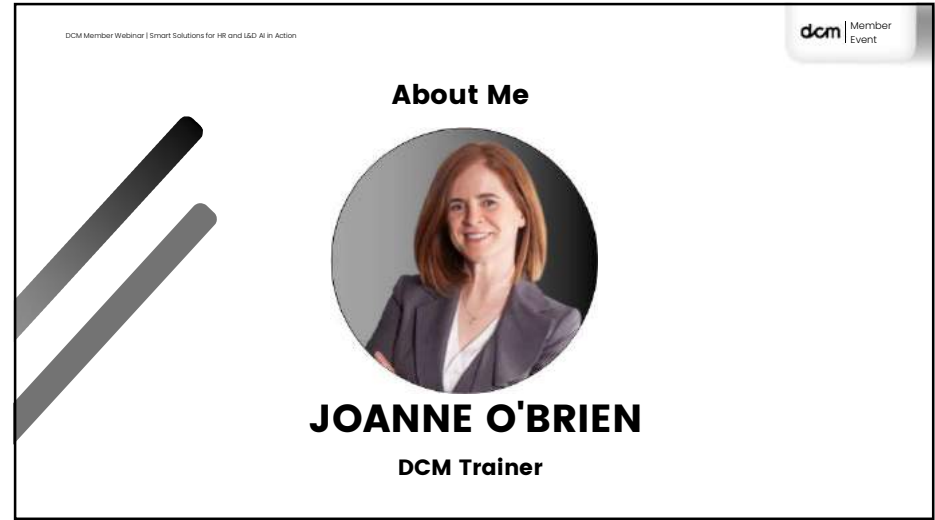 DCM Member Webinar | Smart Solutions for HR and L&D AI in Action
dcm
Member
Event
About Me
JOANNE O'BRIEN
DCM Trainer